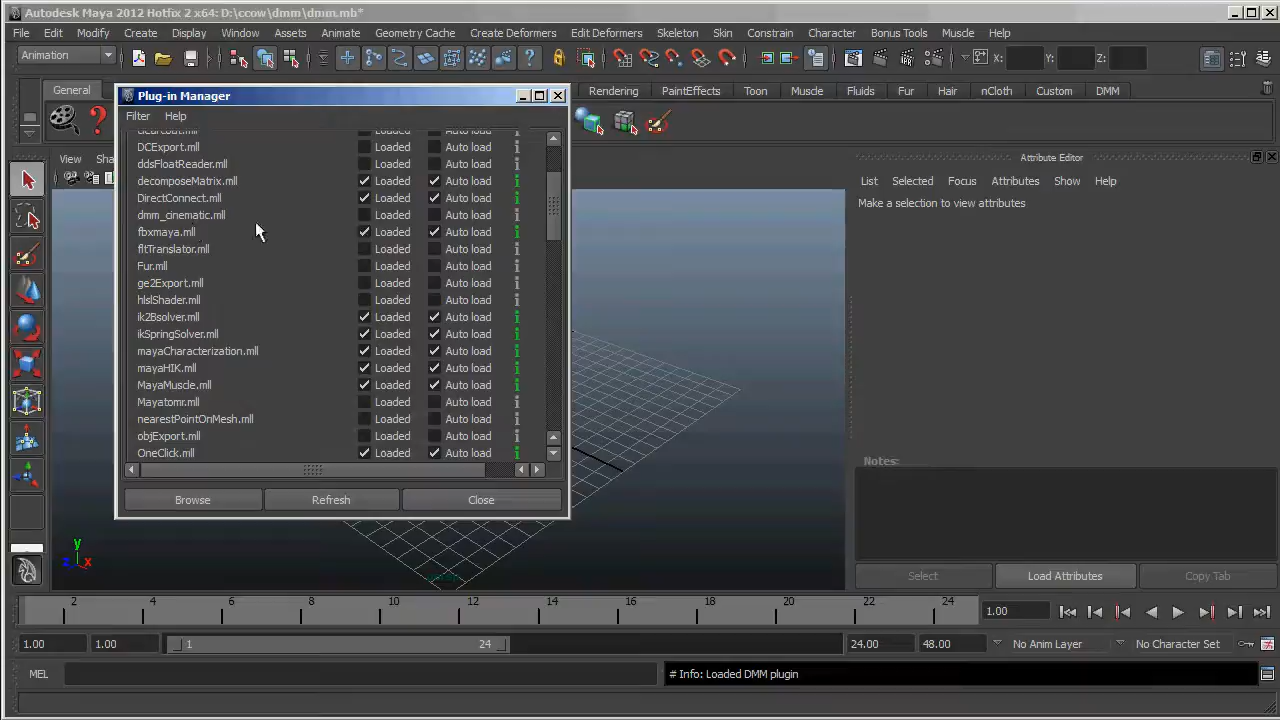 Autodesk Maya 2012 Hotfix 2 x64: D:\ccow\dmm\dmm.mb*
File Edit Modify Create Display Window Assets Animate Geometry Cache Create Deformers Edit Deformers Skeleton Skin Constrain Character Bonus Tools Muscle Help
Animation X: Y: Z:
General Rendering PaintEffects Toon Muscle Fluids Fur Hair nCloth Custom DMM
Plug-in Manager
Filter Help
DCExport.mll Loaded Auto load i
ddsFloatReader.mll Loaded Auto load i
decomposeMatrix.mll Loaded Auto load i
DirectConnect.mll Loaded Auto load i
dmm_cinematic.mll Loaded Auto load i
fbxmaya.mll Loaded Auto load i
fltTranslator.mll Loaded Auto load i
Fur.mll Loaded Auto load i
ge2Export.mll Loaded Auto load i
hlslShader.mll Loaded Auto load i
ik2Bsolver.mll Loaded Auto load i
ikSpringSolver.mll Loaded Auto load i
mayaCharacterization.mll Loaded Auto load i
mayaHIK.mll Loaded Auto load i
MayaMuscle.mll Loaded Auto load i
Mayatomr.mll Loaded Auto load i
nearestPointOnMesh.mll Loaded Auto load i
objExport.mll Loaded Auto load i
OneClick.mll Loaded Auto load i
Browse Refresh Close
View Sha
Attribute Editor
List Selected Focus Attributes Show Help
Make a selection to view attributes
Notes:
Select Load Attributes Copy Tab
y
z x
2 4 6 8 10 12 14 16 18 20 22 24 1.00
1.00 1.00 1 24 24.00 48.00 No Anim Layer No Character Set
MEL # Info: Loaded DMM plugin